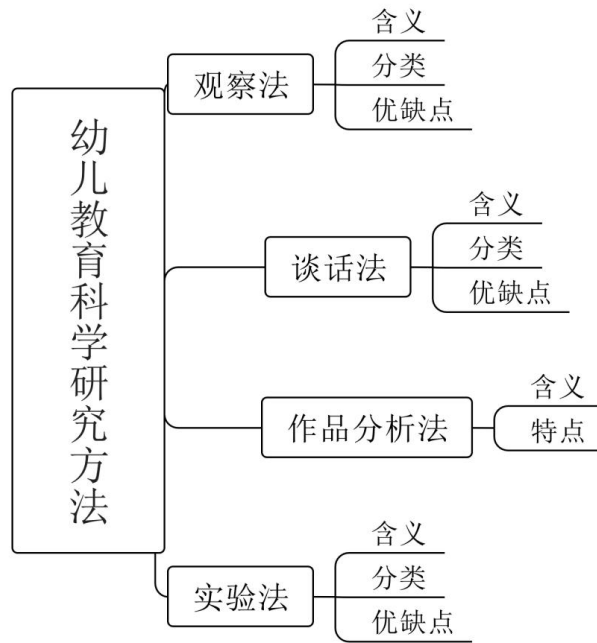 幼儿教育科学研究方法
观察法
含义
分类
优缺点
谈话法
含义
分类
优缺点
作品分析法
含义
特点
实验法
含义
分类
优缺点